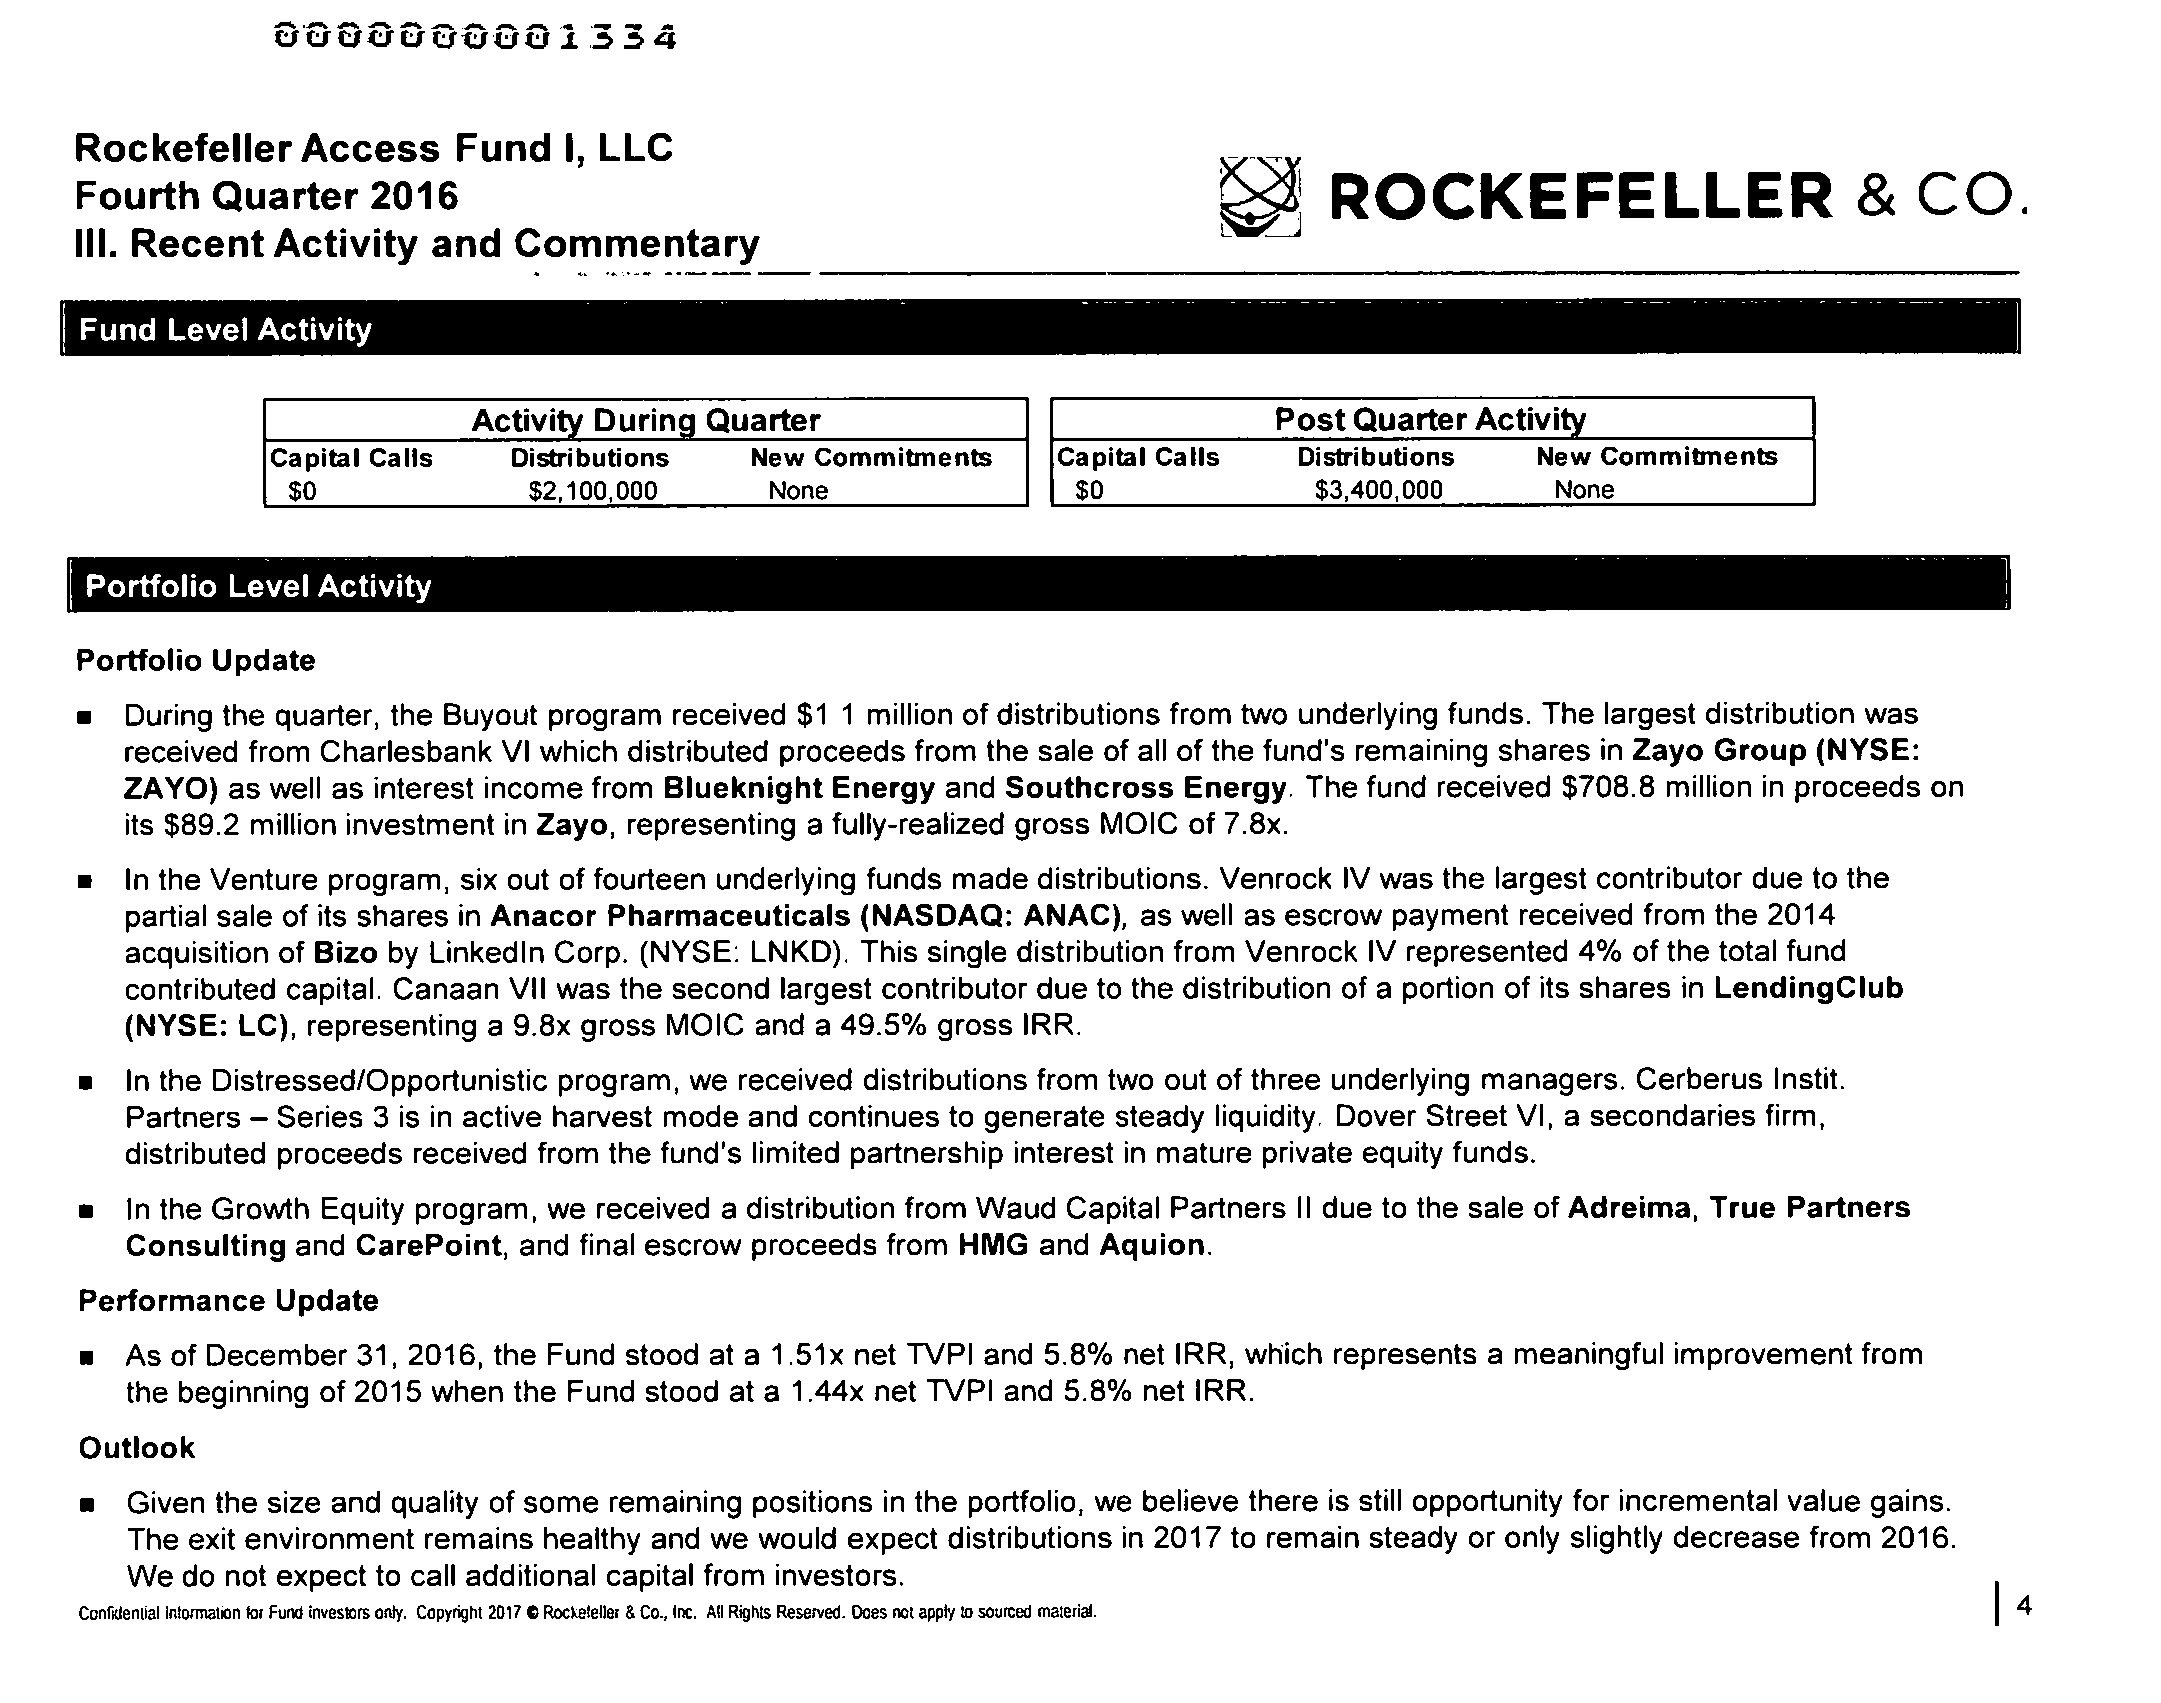 0000000001334
Rockefeller Access Fund I, LLC
Fourth Quarter 2016
III. Recent Activity and Commentary
ROCKEFELLER & CO.
Fund Level Activity
Activity During Quarter
Capital Calls Distributions New Commitments
$0 $2,100,000 None
Post Quarter Activity
Capital Calls Distributions New Commitments
$0 $3,400,000 None
Portfolio Level Activity
Portfolio Update
■ During the quarter, the Buyout program received $1 1 million of distributions from two underlying funds. The largest distribution was
received from Charlesbank VI which distributed proceeds from the sale of all of the fund's remaining shares in Zayo Group (NYSE:
ZAYO) as well as interest income from Blueknight Energy and Southcross Energy. The fund received $708.8 million in proceeds on
its $89.2 million investment in Zayo, representing a fully-realized gross MOIC of 7.8x.
■ In the Venture program, six out of fourteen underlying funds made distributions. Venrock IV was the largest contributor due to the
partial sale of its shares in Anacor Pharmaceuticals (NASDAQ: ANAC), as well as escrow payment received from the 2014
acquisition of Bizo by LinkedIn Corp. (NYSE: LNKD). This single distribution from Venrock IV represented 4% of the total fund
contributed capital. Canaan VII was the second largest contributor due to the distribution of a portion of its shares in LendingClub
(NYSE: LC), representing a 9.8x gross MOIC and a 49.5% gross IRR.
■ In the Distressed/Opportunistic program, we received distributions from two out of three underlying managers. Cerberus Instit.
Partners – Series 3 is in active harvest mode and continues to generate steady liquidity. Dover Street VI, a secondaries firm,
distributed proceeds received from the fund's limited partnership interest in mature private equity funds.
■ In the Growth Equity program, we received a distribution from Waud Capital Partners II due to the sale of Adreima, True Partners
Consulting and CarePoint, and final escrow proceeds from HMG and Aquion.
Performance Update
■ As of December 31, 2016, the Fund stood at a 1.51x net TVPI and 5.8% net IRR, which represents a meaningful improvement from
the beginning of 2015 when the Fund stood at a 1.44x net TVPI and 5.8% net IRR.
Outlook
■ Given the size and quality of some remaining positions in the portfolio, we believe there is still opportunity for incremental value gains.
The exit environment remains healthy and we would expect distributions in 2017 to remain steady or only slightly decrease from 2016.
We do not expect to call additional capital from investors.
Confidential Information for Fund investors only. Copyright 2017 © Rockefeller & Co., Inc. All Rights Reserved. Does not apply to sourced material.
4